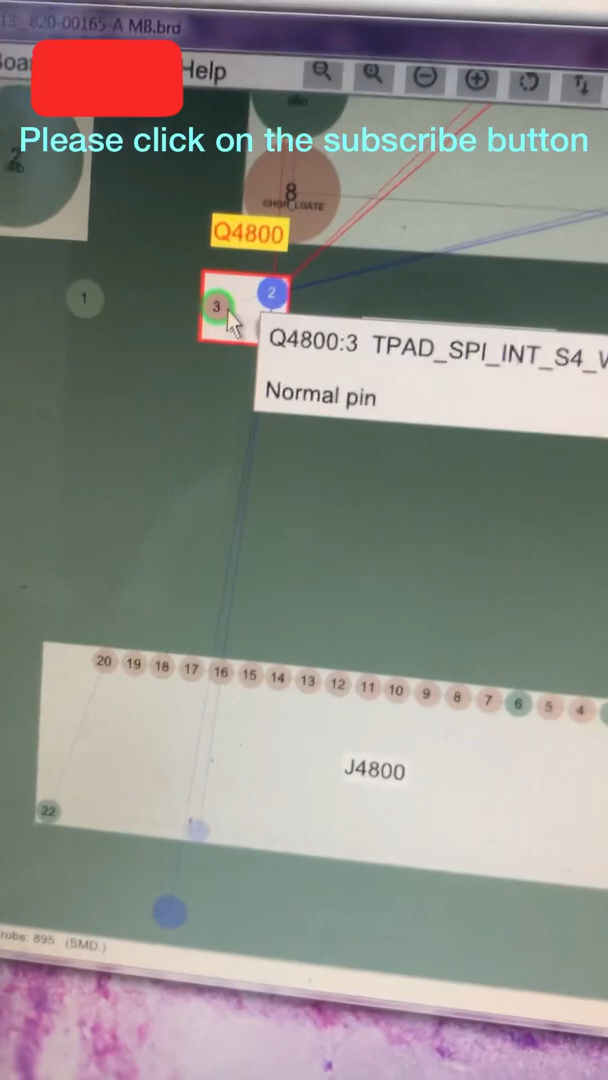 13_820-00165-A MB.brd
Help
Please click on the subscribe button
8
CHGR_LGATE
Q4800
1
2
3
Q4800:3 TPAD_SPI_INT_S4_
Normal pin
20 19 18 17 16 15 14 13 12 11 10 9 8 7 6 5 4
J4800
22
robe: 895 (SMD )